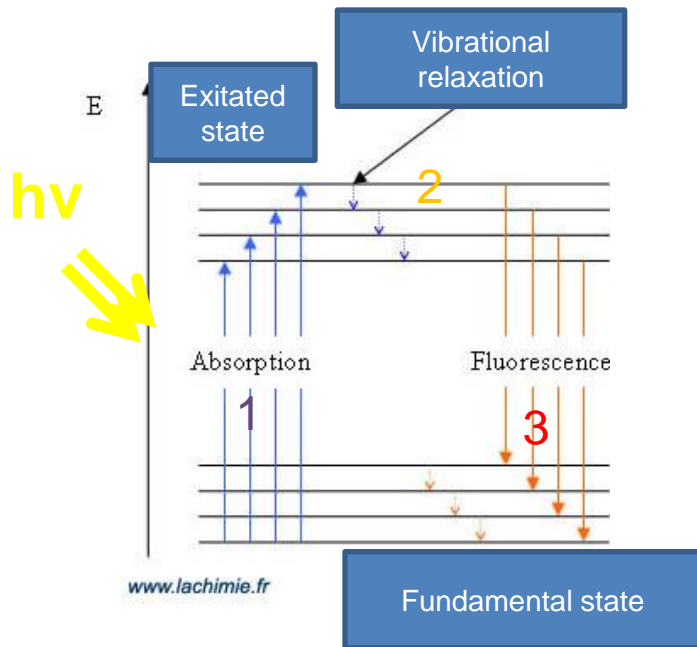 Vibrational
relaxation
Exitated
state
E
hv
2
Absorption
Fluorescence
1
3
www.lachimie.fr
Fundamental state